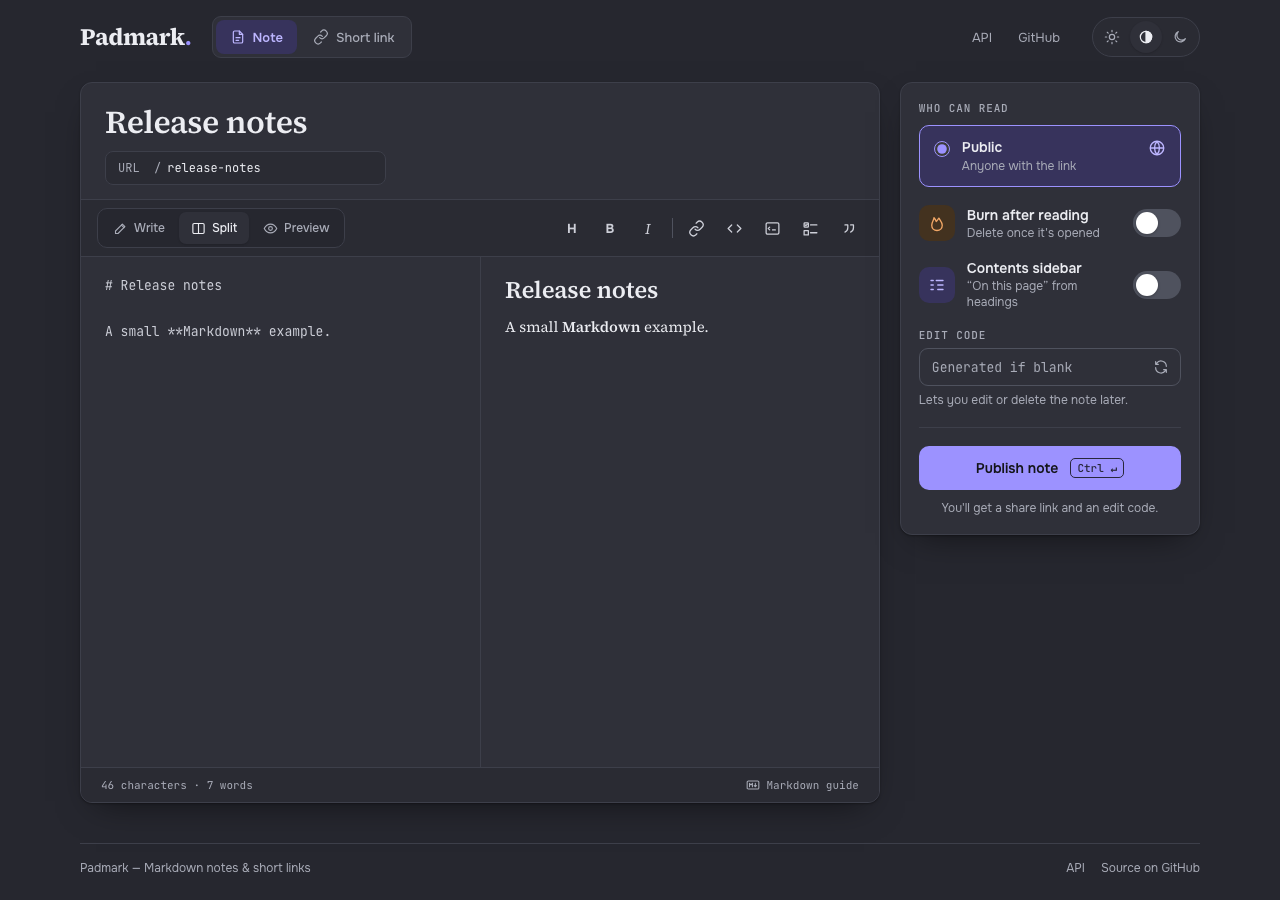 Padmark.
Note
Short link
API
GitHub
Release notes
URL / release-notes
Write
Split
Preview
H
B
I
# Release notes
A small **Markdown** example.
Release notes
A small Markdown example.
46 characters · 7 words
Markdown guide
WHO CAN READ
Public
Anyone with the link
Burn after reading
Delete once it's opened
Contents sidebar
“On this page” from
headings
EDIT CODE
Generated if blank
Lets you edit or delete the note later.
Publish note
Ctrl ↵
You'll get a share link and an edit code.
Padmark — Markdown notes & short links
API
Source on GitHub